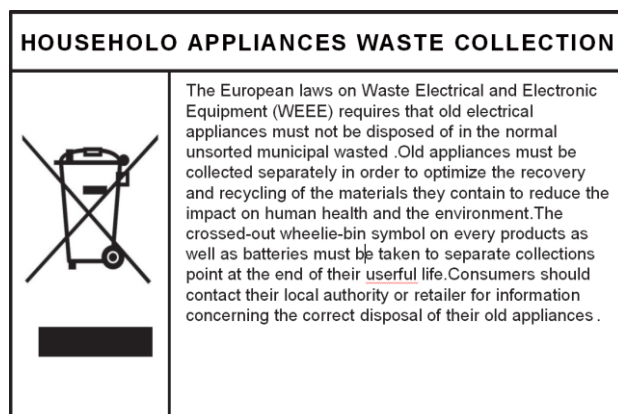 HOUSEHOLO APPLIANCES WASTE COLLECTION
The European laws on Waste Electrical and Electronic
Equipment (WEEE) requires that old electrical
appliances must not be disposed of in the normal
unsorted municipal wasted .Old appliances must be
collected separately in order to optimize the recovery
and recycling of the materials they contain to reduce the
impact on human health and the environment.The
crossed-out wheelie-bin symbol on every products as
well as batteries must be taken to separate collections
point at the end of their userful life.Consumers should
contact their local authority or retailer for information
concerning the correct disposal of their old appliances .